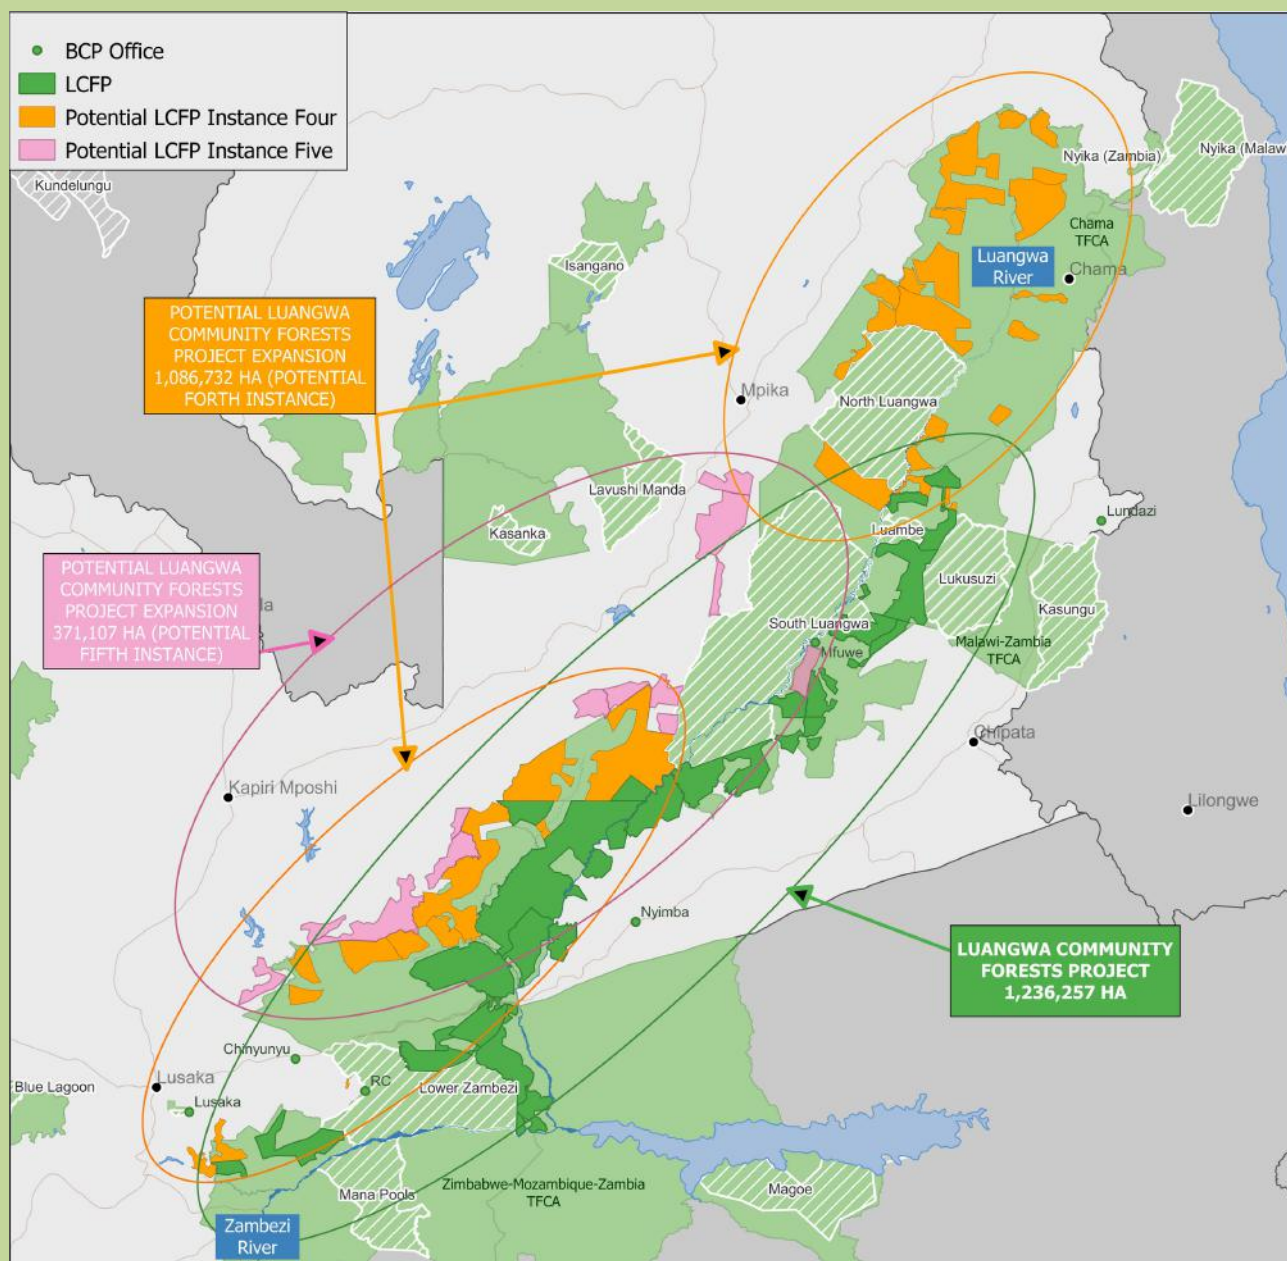 BCP Office
LCFP
Potential LCFP Instance Four
Potential LCFP Instance Five
Kundelungu
Nyika (Zambia)
Nyika (Malaw
Chama
TFCA
Luangwa
River
Chama
Isangano
POTENTIAL LUANGWA
COMMUNITY FORESTS
PROJECT EXPANSION
1,086,732 HA (POTENTIAL
FORTH INSTANCE)
Mpika
North Luangwa
Lavushi Manda
Kasanka
Luambe
Lundazi
POTENTIAL LUANGWA
COMMUNITY FORESTS
PROJECT EXPANSION
371,107 HA (POTENTIAL
FIFTH INSTANCE)
la
Lukusuzi
Kasungu
South Luangwa
Mfuwe
Malawi-Zambia
TFCA
Chipata
Kapiri Mposhi
Lilongwe
Nyimba
LUANGWA COMMUNITY
FORESTS PROJECT
1,236,257 HA
Chinyunyu
Blue Lagoon
Lusaka
RC
Lower Zambezi
Lusaka
Mana Pools
Zimbabwe-Mozambique-Zambia
TFCA
Magoe
Zambezi
River